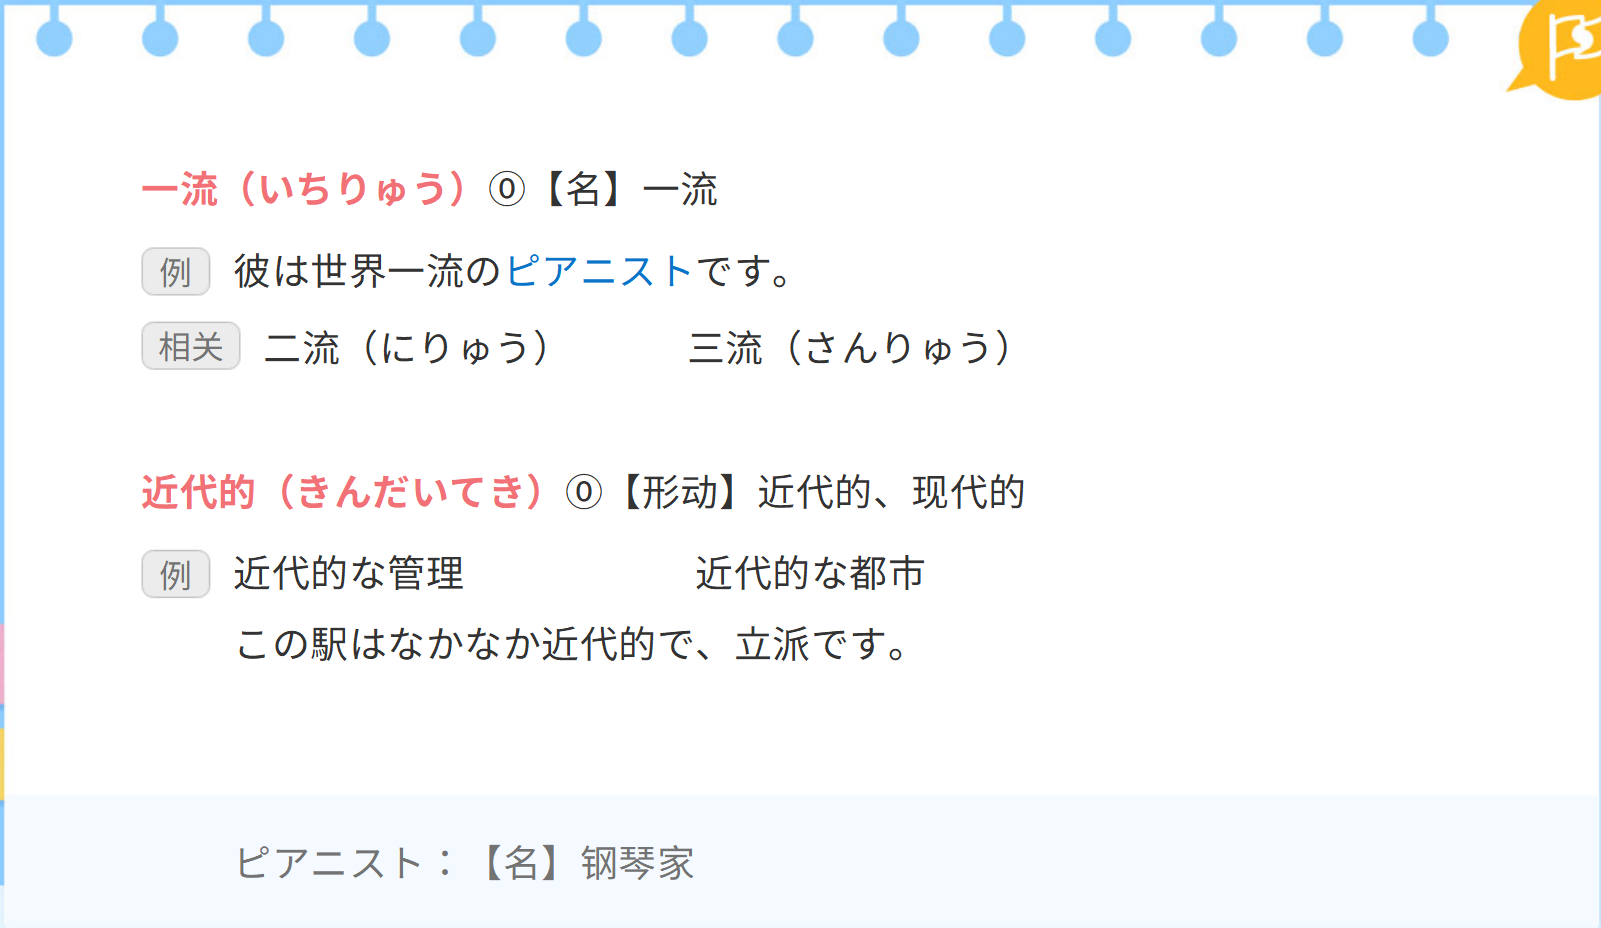 一流（いちりゅう）⓪【名】一流
例 彼は世界一流のピアニストです。
相关 二流（にりゅう） 三流（さんりゅう）
近代的（きんだいてき）⓪【形动】近代的、现代的
例 近代的な管理 近代的な都市
この駅はなかなか近代的で、立派です。
ピアニスト：【名】钢琴家